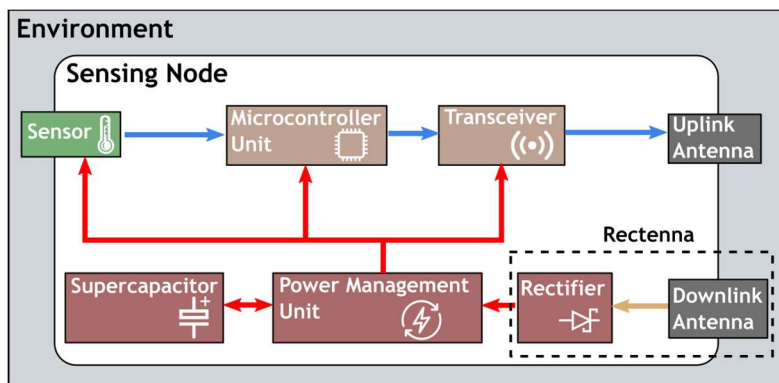 Environment
Sensing Node
Sensor
Microcontroller
Unit
Transceiver
Uplink
Antenna
Rectenna
Supercapacitor
Power Management
Unit
Rectifier
Downlink
Antenna